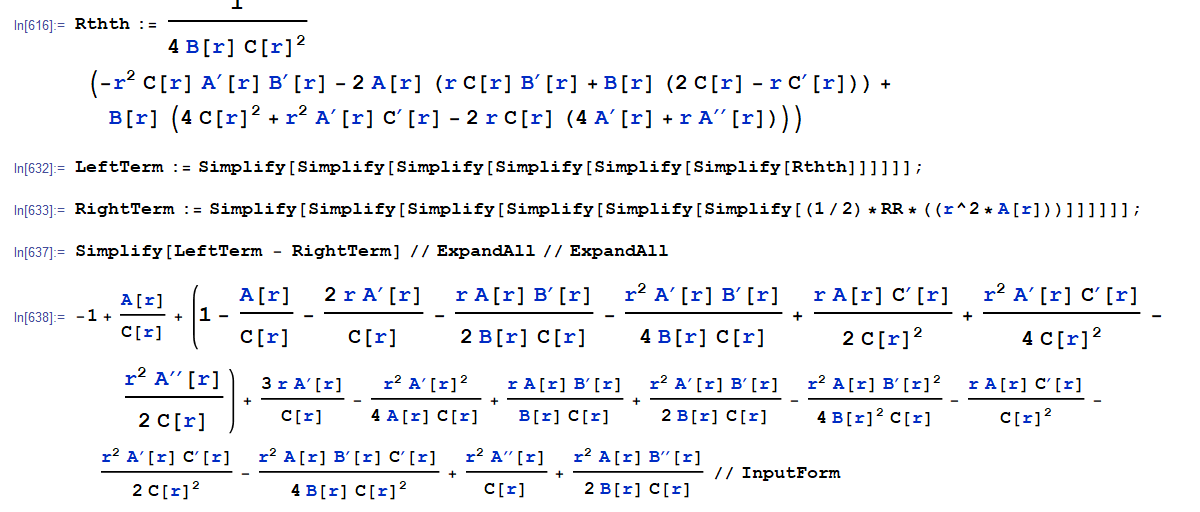 In[616]:= Rthth := 1/(4 B[r] C[r]^2)
(-r^2 C[r] A′[r] B′[r] - 2 A[r] (r C[r] B′[r] + B[r] (2 C[r] - r C′[r])) +
B[r] (4 C[r]^2 + r^2 A′[r] C′[r] - 2 r C[r] (4 A′[r] + r A′′[r])))
In[632]:= LeftTerm := Simplify[Simplify[Simplify[Simplify[Simplify[Simplify[Rthth]]]]]];
In[633]:= RightTerm := Simplify[Simplify[Simplify[Simplify[Simplify[Simplify[(1/2)*RR*((r^2*A[r]))]]]]]];
In[637]:= Simplify[LeftTerm - RightTerm] // ExpandAll // ExpandAll
In[638]:= -1 + A[r]/C[r] + (1 - A[r]/C[r] - (2 r A′[r])/C[r] - (r A[r] B′[r])/(2 B[r] C[r]) - (r^2 A′[r] B′[r])/(4 B[r] C[r]) + (r A[r] C′[r])/(2 C[r]^2) + (r^2 A′[r] C′[r])/(4 C[r]^2) -
(r^2 A′′[r])/(2 C[r])) + (3 r A′[r])/C[r] - (r^2 A′[r]^2)/(4 A[r] C[r]) + (r A[r] B′[r])/(B[r] C[r]) + (r^2 A′[r] B′[r])/(2 B[r] C[r]) - (r^2 A[r] B′[r]^2)/(4 B[r]^2 C[r]) - (r A[r] C′[r])/C[r]^2 -
(r^2 A′[r] C′[r])/(2 C[r]^2) - (r^2 A[r] B′[r] C′[r])/(4 B[r] C[r]^2) + (r^2 A′′[r])/C[r] + (r^2 A[r] B′′[r])/(2 B[r] C[r]) // InputForm